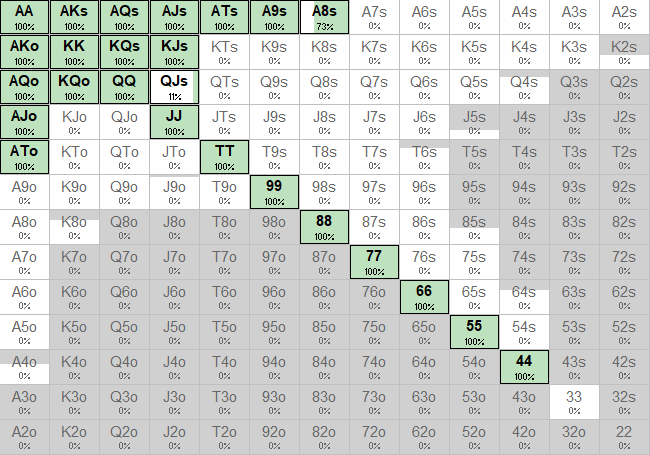 AA AKs AQs AJs ATs A9s A8s A7s A6s A5s A4s A3s A2s
100% 100% 100% 100% 100% 100% 73% 0% 0% 0% 0% 0% 0%
AKo KK KQs KJs KTs K9s K8s K7s K6s K5s K4s K3s K2s
100% 100% 100% 100% 0% 0% 0% 0% 0% 0% 0% 0% 0%
AQo KQo QQ QJs QTs Q9s Q8s Q7s Q6s Q5s Q4s Q3s Q2s
100% 100% 100% 11% 0% 0% 0% 0% 0% 0% 0% 0% 0%
AJo KJo QJo JJ JTs J9s J8s J7s J6s J5s J4s J3s J2s
100% 0% 0% 100% 0% 0% 0% 0% 0% 0% 0% 0% 0%
ATo KTo QTo JTo TT T9s T8s T7s T6s T5s T4s T3s T2s
100% 0% 0% 0% 100% 0% 0% 0% 0% 0% 0% 0% 0%
A9o K9o Q9o J9o T9o 99 98s 97s 96s 95s 94s 93s 92s
0% 0% 0% 0% 0% 100% 0% 0% 0% 0% 0% 0% 0%
A8o K8o Q8o J8o T8o 98o 88 87s 86s 85s 84s 83s 82s
0% 0% 0% 0% 0% 0% 100% 0% 0% 0% 0% 0% 0%
A7o K7o Q7o J7o T7o 97o 87o 77 76s 75s 74s 73s 72s
0% 0% 0% 0% 0% 0% 0% 100% 0% 0% 0% 0% 0%
A6o K6o Q6o J6o T6o 96o 86o 76o 66 65s 64s 63s 62s
0% 0% 0% 0% 0% 0% 0% 0% 100% 0% 0% 0% 0%
A5o K5o Q5o J5o T5o 95o 85o 75o 65o 55 54s 53s 52s
0% 0% 0% 0% 0% 0% 0% 0% 0% 100% 0% 0% 0%
A4o K4o Q4o J4o T4o 94o 84o 74o 64o 54o 44 43s 42s
0% 0% 0% 0% 0% 0% 0% 0% 0% 0% 100% 0% 0%
A3o K3o Q3o J3o T3o 93o 83o 73o 63o 53o 43o 33 32s
0% 0% 0% 0% 0% 0% 0% 0% 0% 0% 0% 0% 0%
A2o K2o Q2o J2o T2o 92o 82o 72o 62o 52o 42o 32o 22
0% 0% 0% 0% 0% 0% 0% 0% 0% 0% 0% 0% 0%